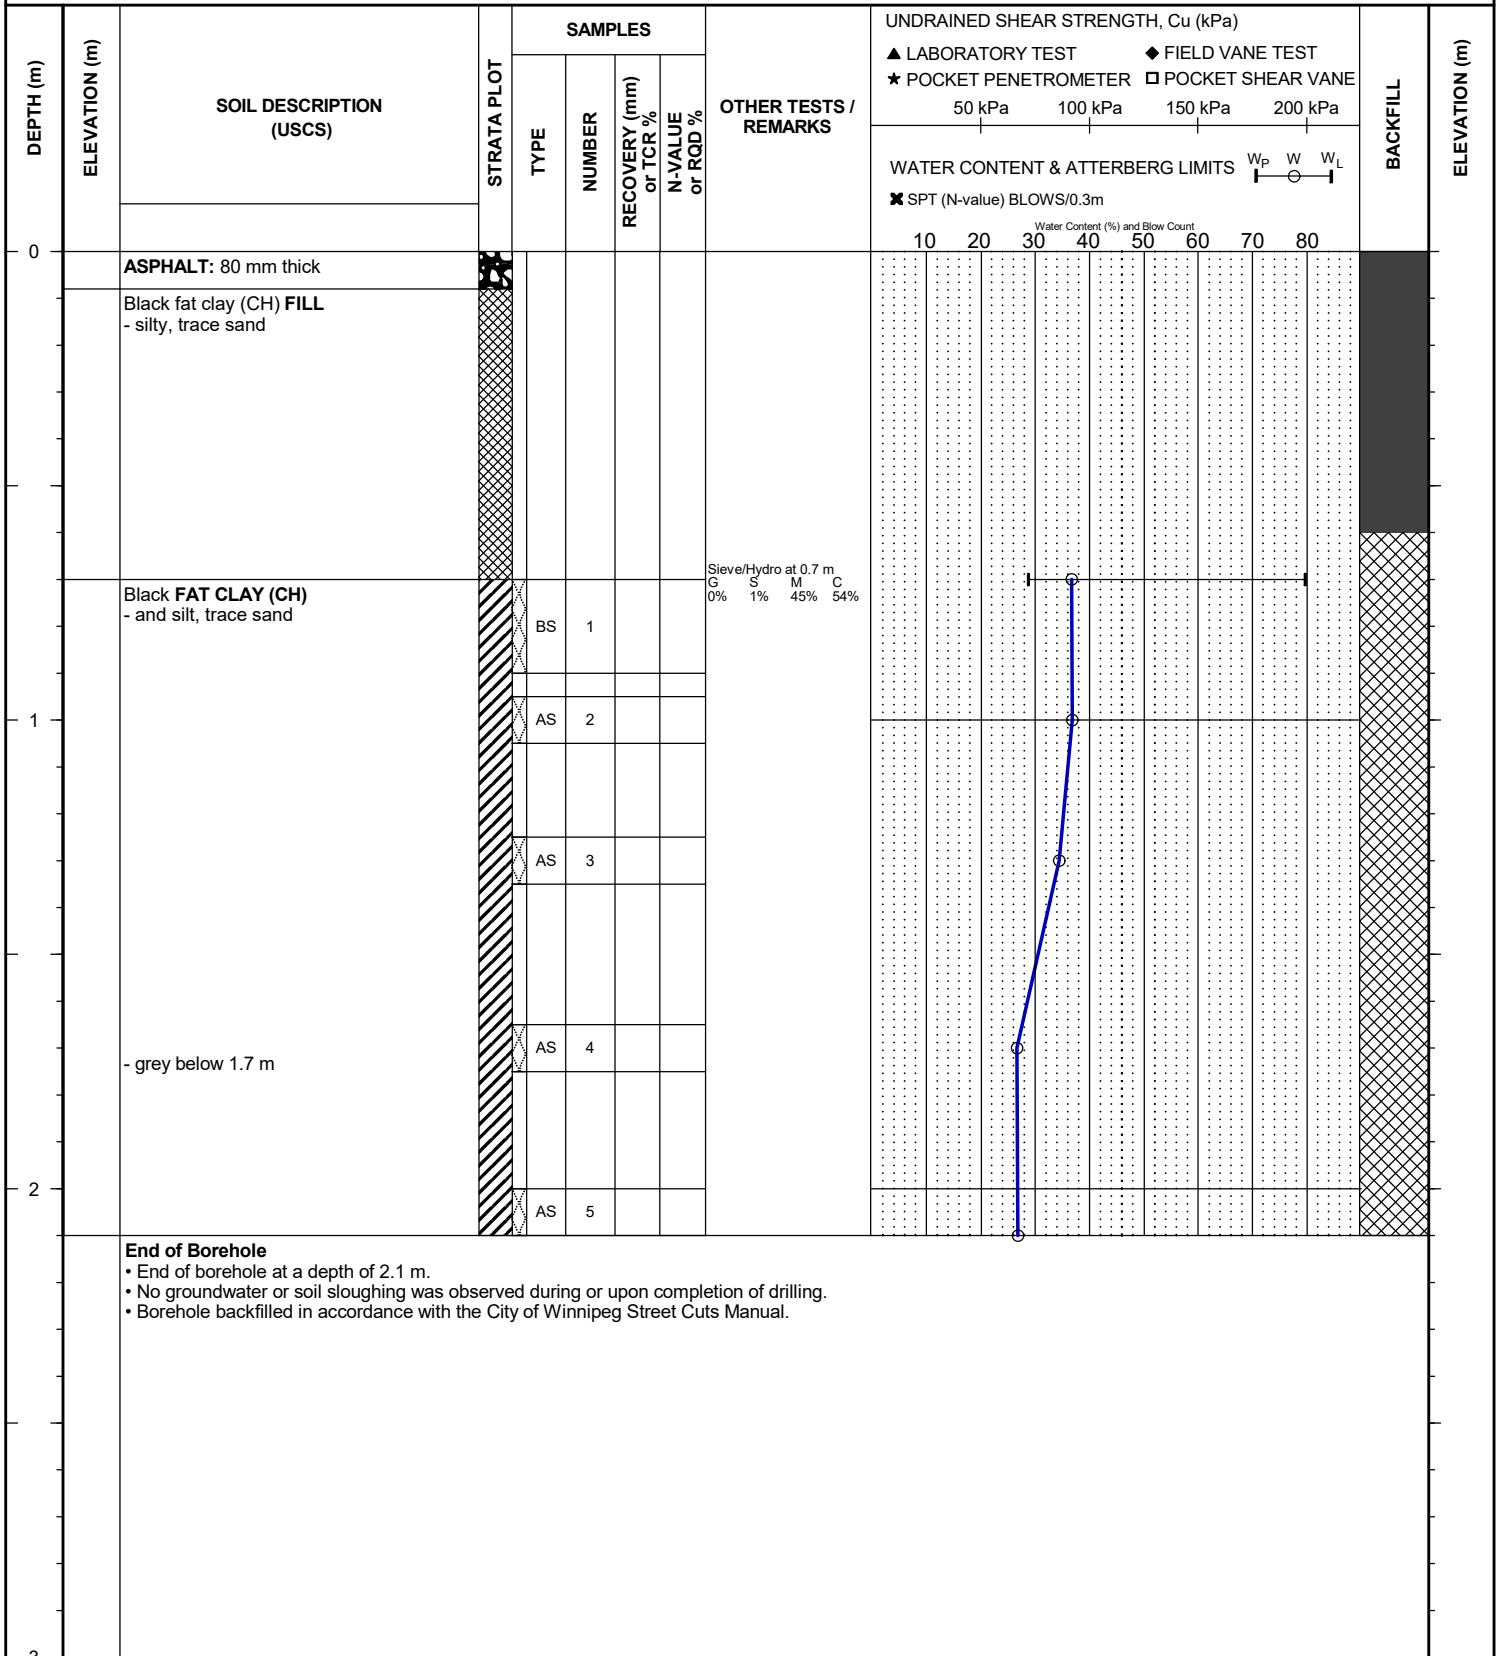 DEPTH (m)
ELEVATION (m)
SOIL DESCRIPTION
(USCS)
STRATA PLOT
SAMPLES
TYPE
NUMBER
RECOVERY (mm)
or TCR %
N-VALUE
or RQD %
OTHER TESTS /
REMARKS
UNDRAINED SHEAR STRENGTH, Cu (kPa)
▲ LABORATORY TEST ◆ FIELD VANE TEST
★ POCKET PENETROMETER □ POCKET SHEAR VANE
50 kPa 100 kPa 150 kPa 200 kPa
WATER CONTENT & ATTERBERG LIMITS WP W WL
✖ SPT (N-value) BLOWS/0.3m
Water Content (%) and Blow Count
10 20 30 40 50 60 70 80
BACKFILL
ELEVATION (m)
0
ASPHALT: 80 mm thick
Black fat clay (CH) FILL
- silty, trace sand
Sieve/Hydro at 0.7 m
G S M C
0% 1% 45% 54%
Black FAT CLAY (CH)
- and silt, trace sand
BS 1
1
AS 2
AS 3
AS 4
- grey below 1.7 m
2
AS 5
End of Borehole
• End of borehole at a depth of 2.1 m.
• No groundwater or soil sloughing was observed during or upon completion of drilling.
• Borehole backfilled in accordance with the City of Winnipeg Street Cuts Manual.